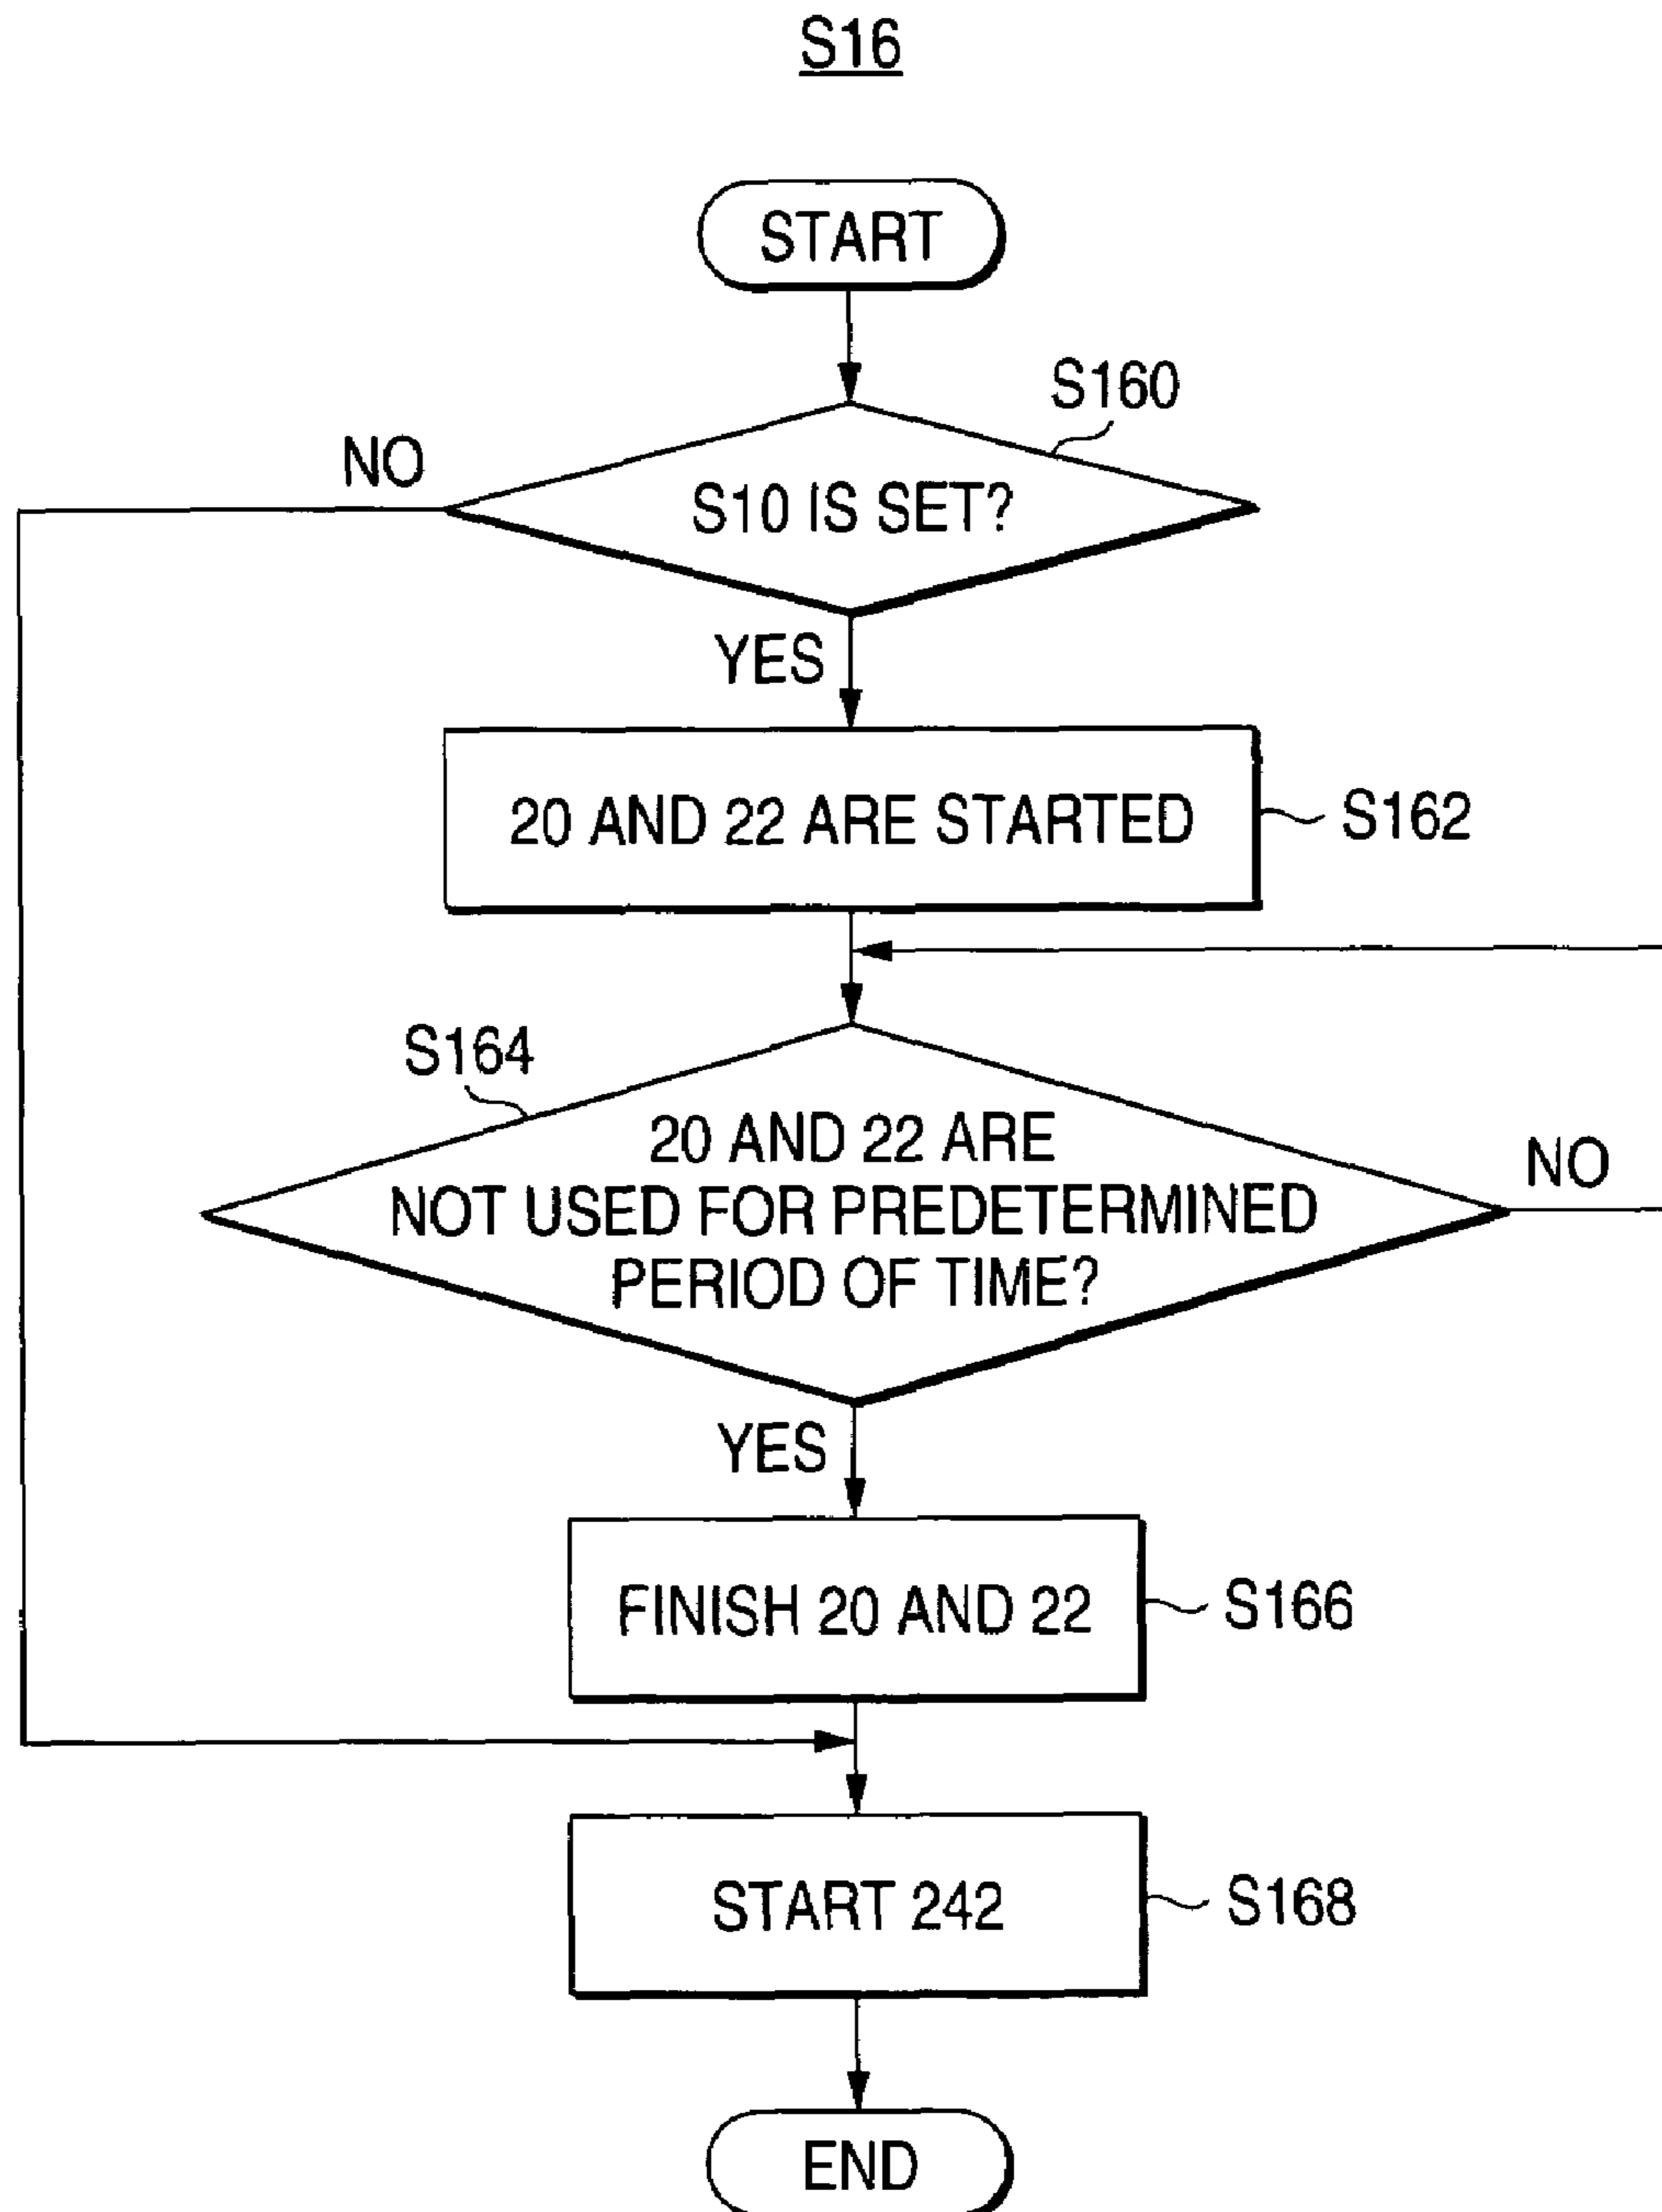 S16
START
S160
NO
S10 IS SET?
YES
20 AND 22 ARE STARTED
S162
S164
20 AND 22 ARE
NOT USED FOR PREDETERMINED
PERIOD OF TIME?
NO
YES
FINISH 20 AND 22
S166
START 242
S168
END